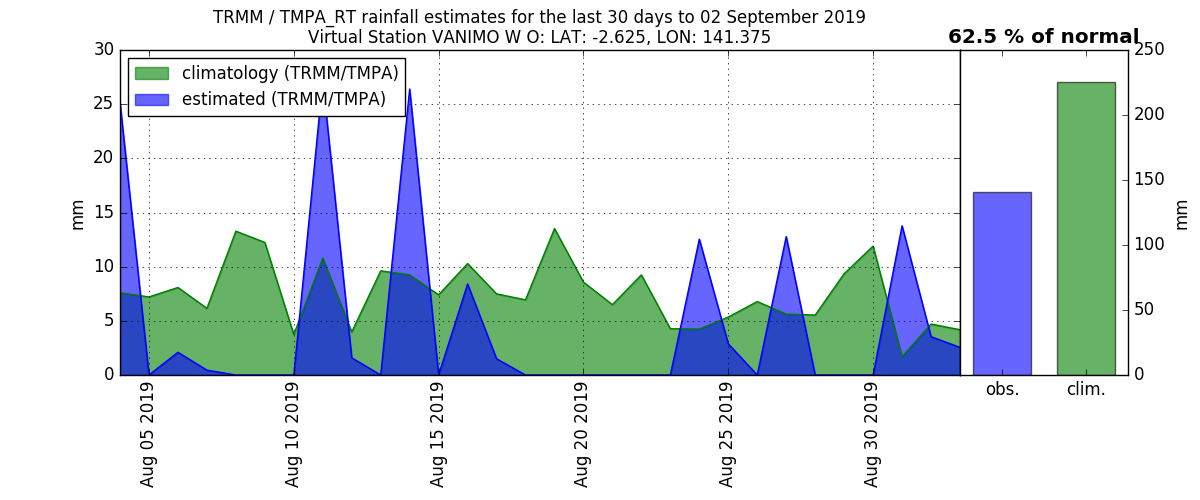 TRMM / TMPA_RT rainfall estimates for the last 30 days to 02 September 2019
Virtual Station VANIMO W O: LAT: -2.625, LON: 141.375
62.5 % of normal
climatology (TRMM/TMPA)
estimated (TRMM/TMPA)
30
25
20
15
10
5
0
mm
Aug 05 2019
Aug 10 2019
Aug 15 2019
Aug 20 2019
Aug 25 2019
Aug 30 2019
obs.
clim.
250
200
150
100
50
0
mm